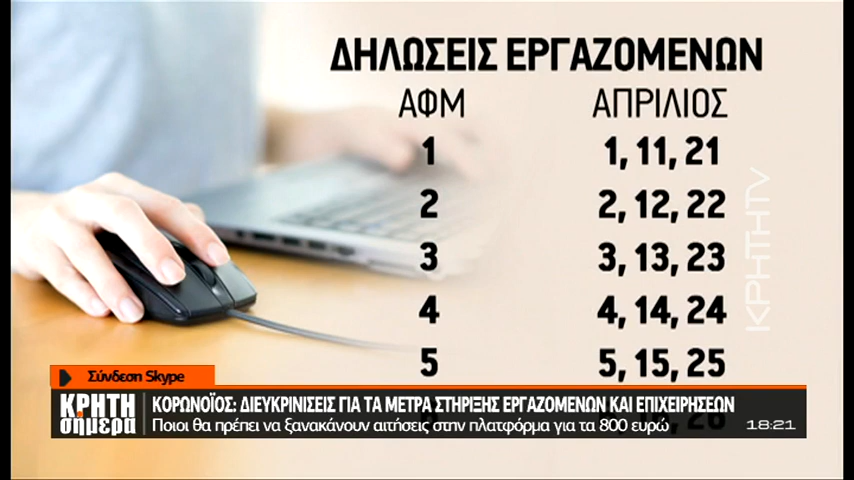 ΔΗΛΩΣΕΙΣ ΕΡΓΑΖΟΜΕΝΩΝ
ΑΦΜ ΑΠΡΙΛΙΟΣ
1 1, 11, 21
2 2, 12, 22
3 3, 13, 23
4 4, 14, 24
5 5, 15, 25
ΚΡΗΤΗTV
Σύνδεση Skype
ΚΡΗΤΗ
σήμερα
ΚΟΡΩΝΟΪΟΣ: ΔΙΕΥΚΡΙΝΙΣΕΙΣ ΓΙΑ ΤΑ ΜΕΤΡΑ ΣΤΗΡΙΞΗΣ ΕΡΓΑΖΟΜΕΝΩΝ ΚΑΙ ΕΠΙΧΕΙΡΗΣΕΩΝ
Ποιοι θα πρέπει να ξανακάνουν αιτήσεις στην πλατφόρμα για τα 800 ευρώ
18:21